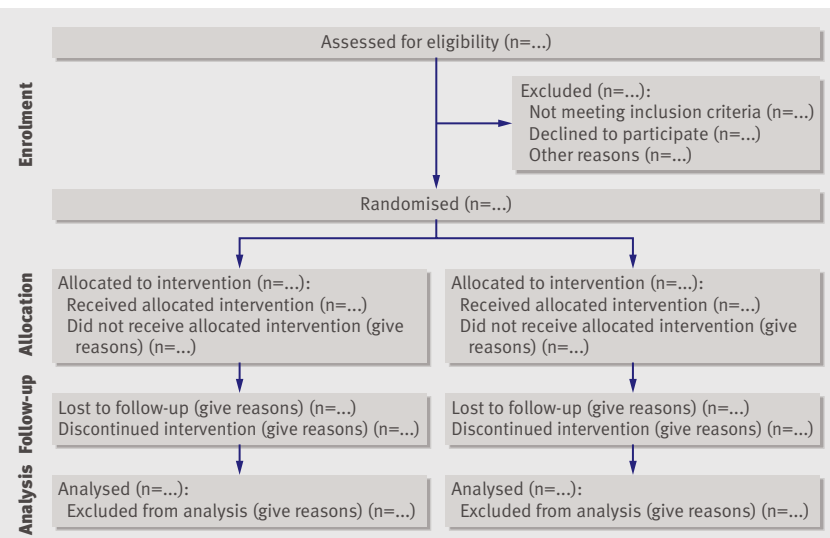 Enrolment
Assessed for eligibility (n=...)
Excluded (n=...):
Not meeting inclusion criteria (n=...)
Declined to participate (n=...)
Other reasons (n=...)
Randomised (n=...)
Allocation
Allocated to intervention (n=...):
Received allocated intervention (n=...)
Did not receive allocated intervention (give
reasons) (n=...)
Allocated to intervention (n=...):
Received allocated intervention (n=...)
Did not receive allocated intervention (give
reasons) (n=...)
Follow-up
Lost to follow-up (give reasons) (n=...)
Discontinued intervention (give reasons) (n=...)
Lost to follow-up (give reasons) (n=...)
Discontinued intervention (give reasons) (n=...)
Analysis
Analysed (n=...):
Excluded from analysis (give reasons) (n=...)
Analysed (n=...):
Excluded from analysis (give reasons) (n=...)